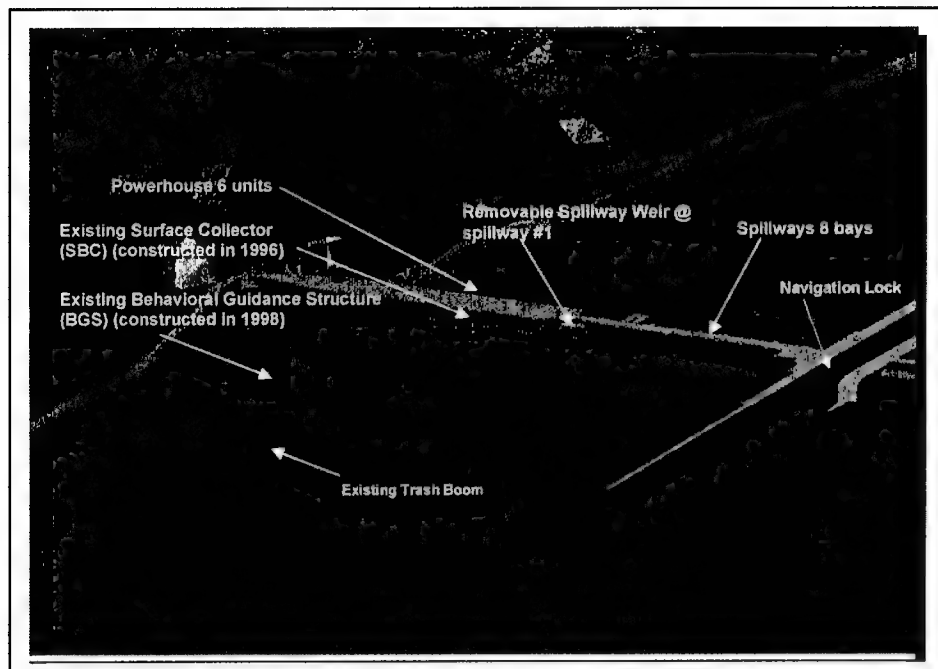 Powerhouse 6 units
Removable Spillway Weir @
spillway #1
Existing Surface Collector
(SBC) (constructed in 1996)
Spillways 8 bays
Navigation Lock
Existing Behavioral Guidance Structure
(BGS) (constructed in 1998)
Existing Trash Boom